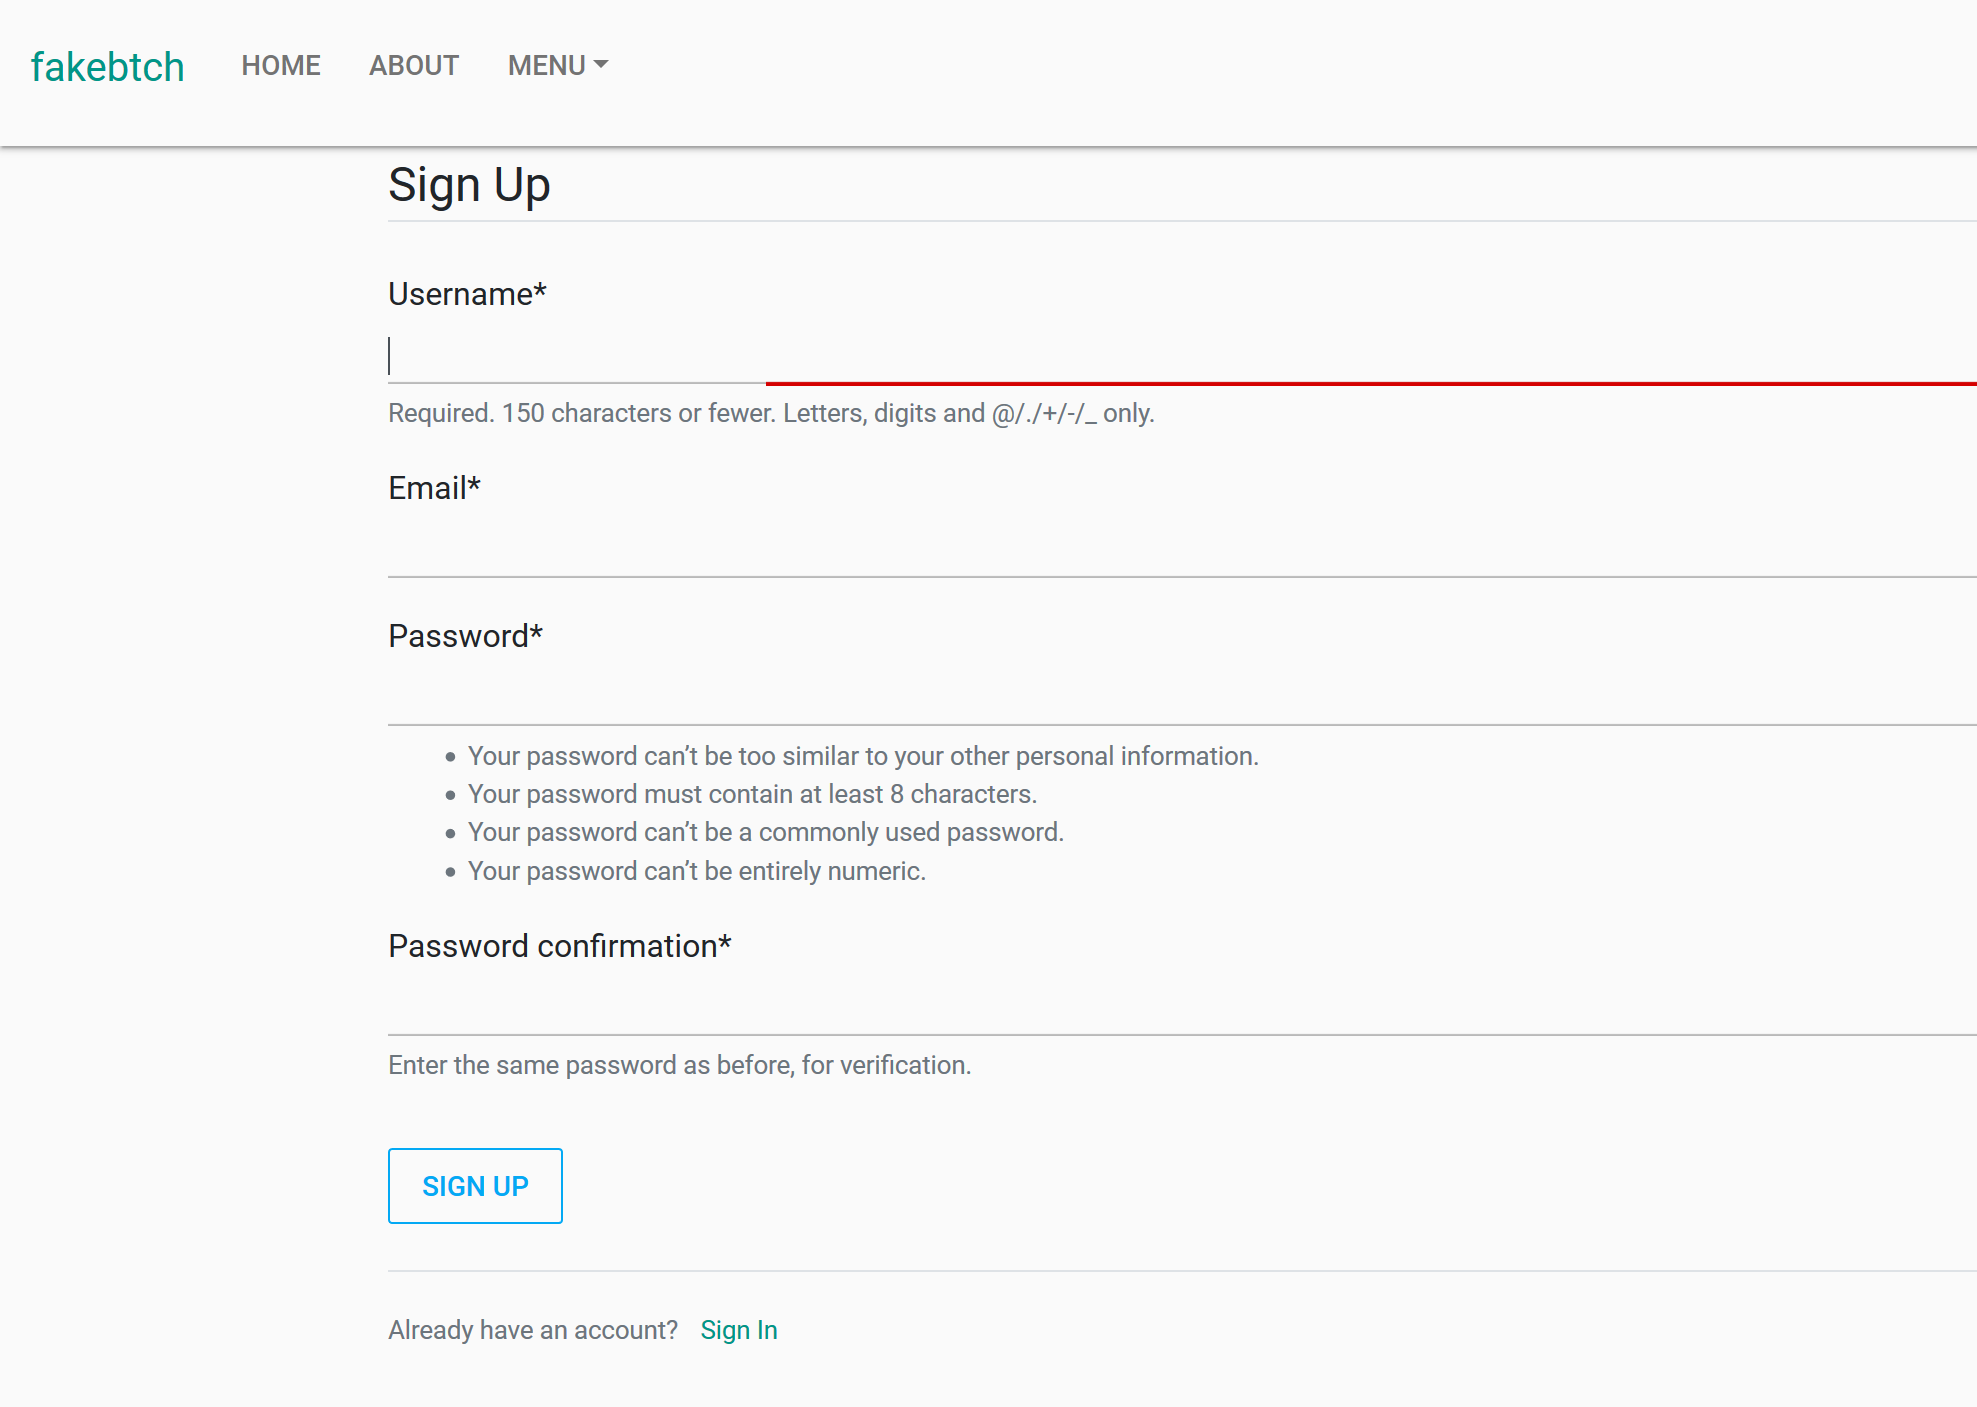 fakebtch HOME ABOUT MENU
Sign Up
Username*
Required. 150 characters or fewer. Letters, digits and @/./+/-/_ only.
Email*
Password*
Your password can’t be too similar to your other personal information.
Your password must contain at least 8 characters.
Your password can’t be a commonly used password.
Your password can’t be entirely numeric.
Password confirmation*
Enter the same password as before, for verification.
SIGN UP
Already have an account? Sign In